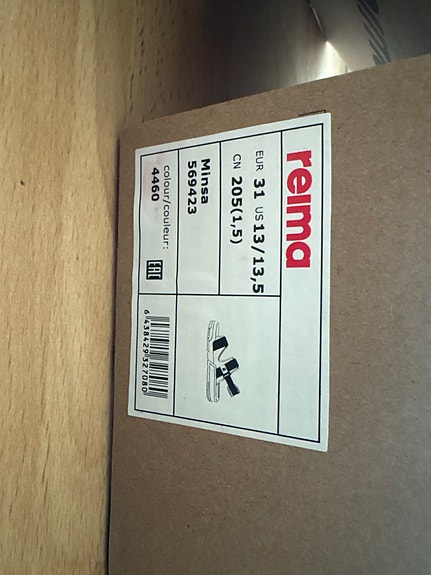 reima
EUR 31 US 13/13,5
CN 205(1,5)
Minsa
569423
colour/couleur:
4460
EAC
6 438429 327080